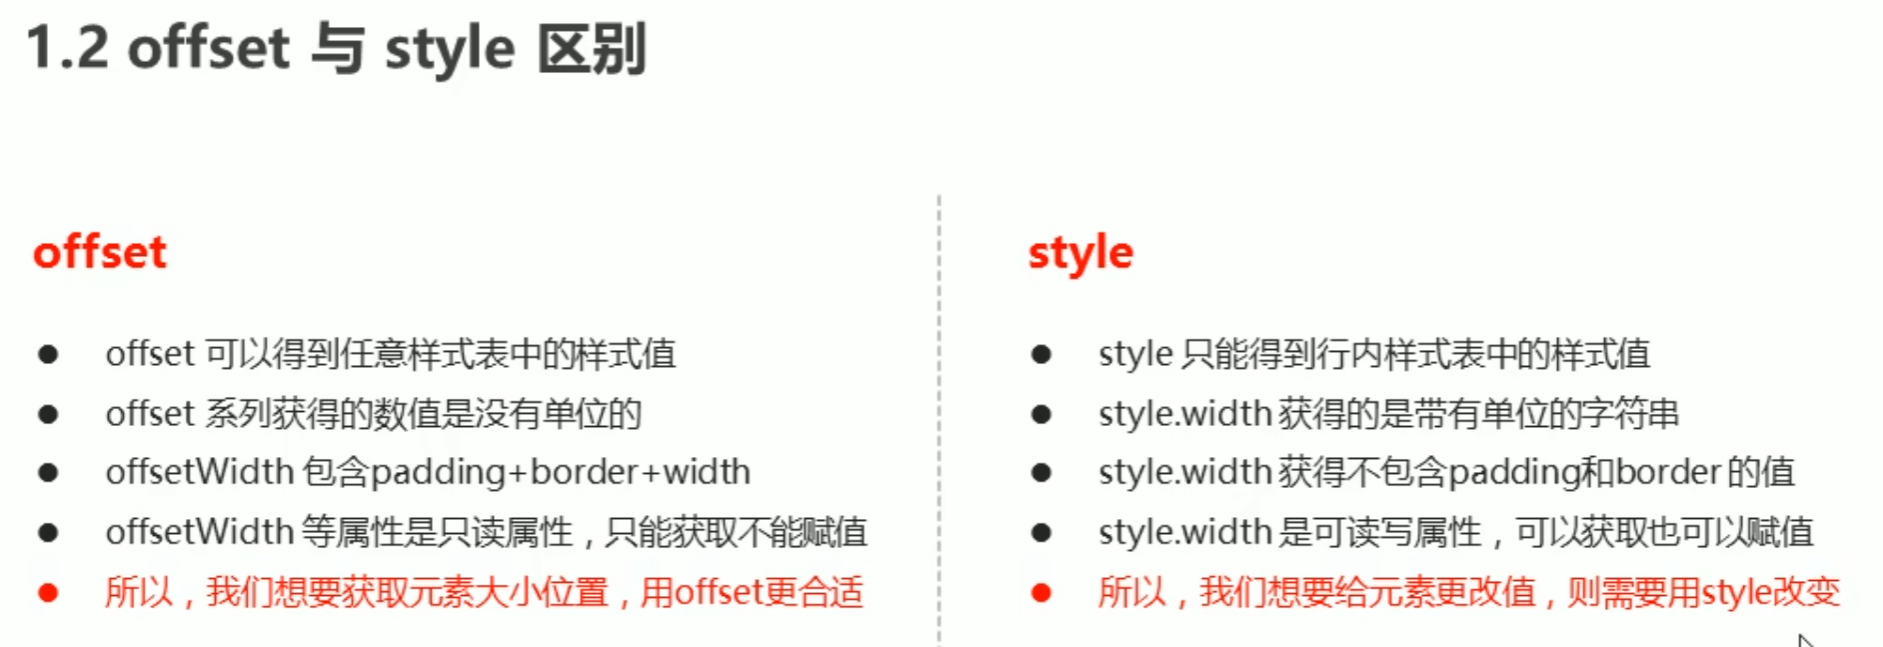 1.2 offset 与 style 区别
offset
● offset 可以得到任意样式表中的样式值
● offset 系列获得的数值是没有单位的
● offsetWidth 包含padding+border+width
● offsetWidth 等属性是只读属性，只能获取不能赋值
● 所以，我们想要获取元素大小位置，用offset更合适
style
● style 只能得到行内样式表中的样式值
● style.width 获得的是带有单位的字符串
● style.width 获得不包含padding和border 的值
● style.width 是可读写属性，可以获取也可以赋值
● 所以，我们想要给元素更改值，则需要用style改变